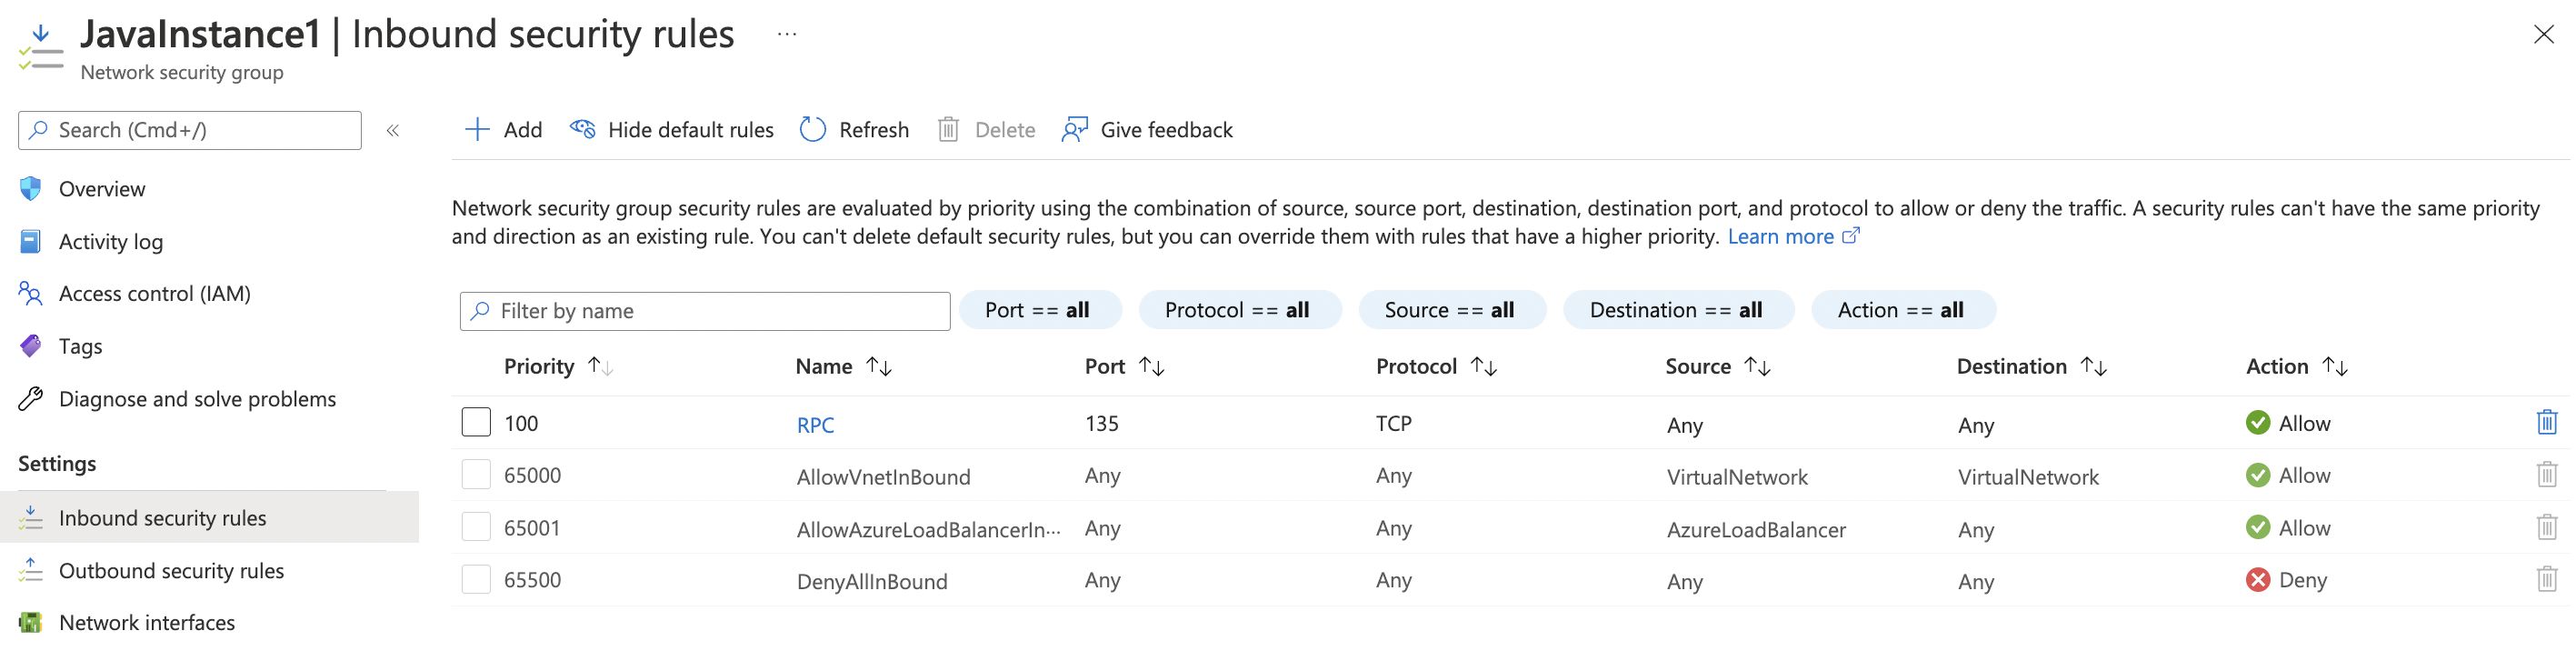 JavaInstance1 | Inbound security rules ...
Network security group
Search (Cmd+/)
Overview
Activity log
Access control (IAM)
Tags
Diagnose and solve problems
Settings
Inbound security rules
Outbound security rules
Network interfaces
Add Hide default rules Refresh Delete Give feedback
Network security group security rules are evaluated by priority using the combination of source, source port, destination, destination port, and protocol to allow or deny the traffic. A security rules can't have the same priority
and direction as an existing rule. You can't delete default security rules, but you can override them with rules that have a higher priority. Learn more
Filter by name Port == all Protocol == all Source == all Destination == all Action == all
Priority Name Port Protocol Source Destination Action
100 RPC 135 TCP Any Any Allow
65000 AllowVnetInBound Any Any VirtualNetwork VirtualNetwork Allow
65001 AllowAzureLoadBalancerIn... Any Any AzureLoadBalancer Any Allow
65500 DenyAllInBound Any Any Any Any Deny